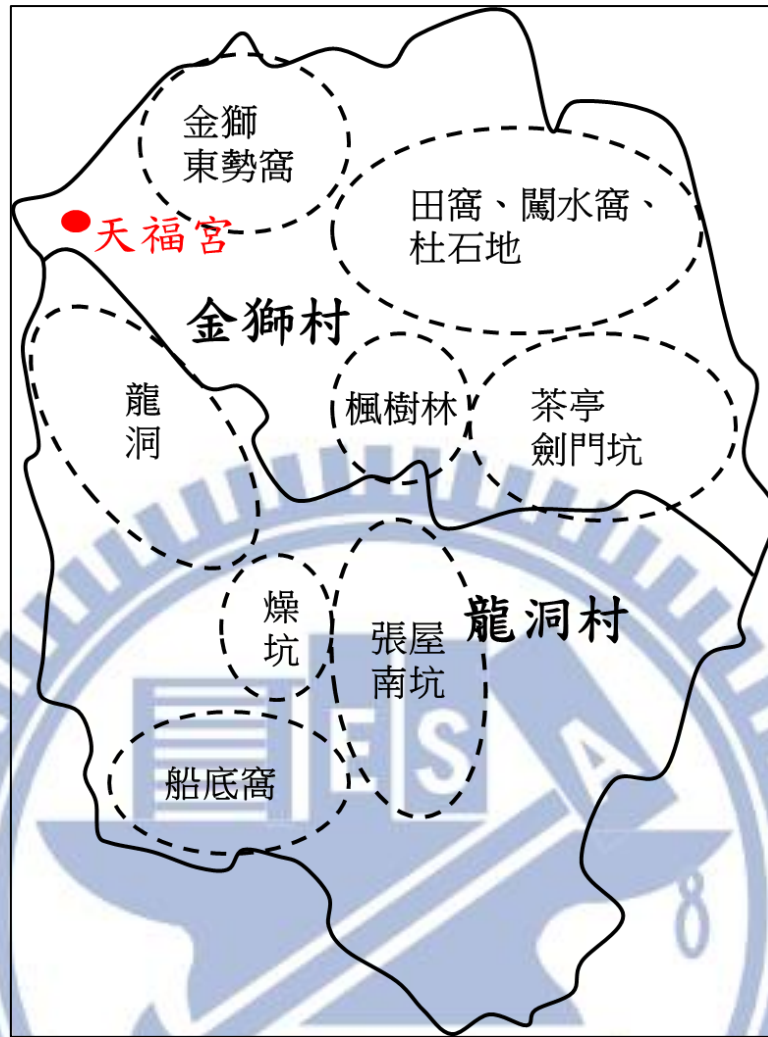 金獅
東勢窩
田窩、闖水窩、
杜石地
天福宮
金獅村
龍
洞
楓樹林
茶亭
劍門坑
燥
坑
張屋
南坑
龍洞村
船底窩
E S A
8